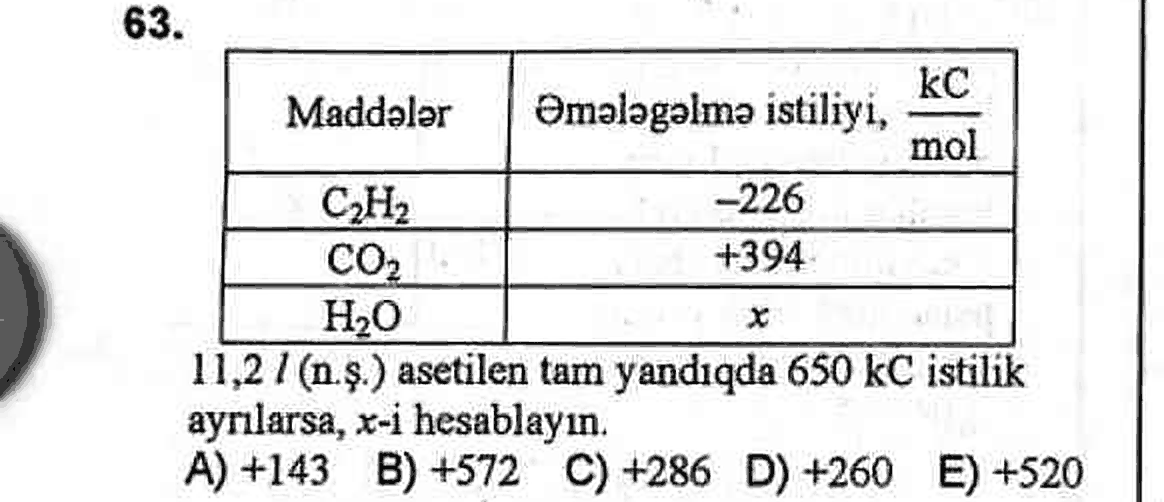 63.
Maddələr Əmələgəlmə istiliyi, kC/mol
C₂H₂ –226
CO₂ +394
H₂O x
11,2 l (n.ş.) asetilen tam yandıqda 650 kC istilik
ayrılarsa, x-i hesablayın.
A) +143 B) +572 C) +286 D) +260 E) +520